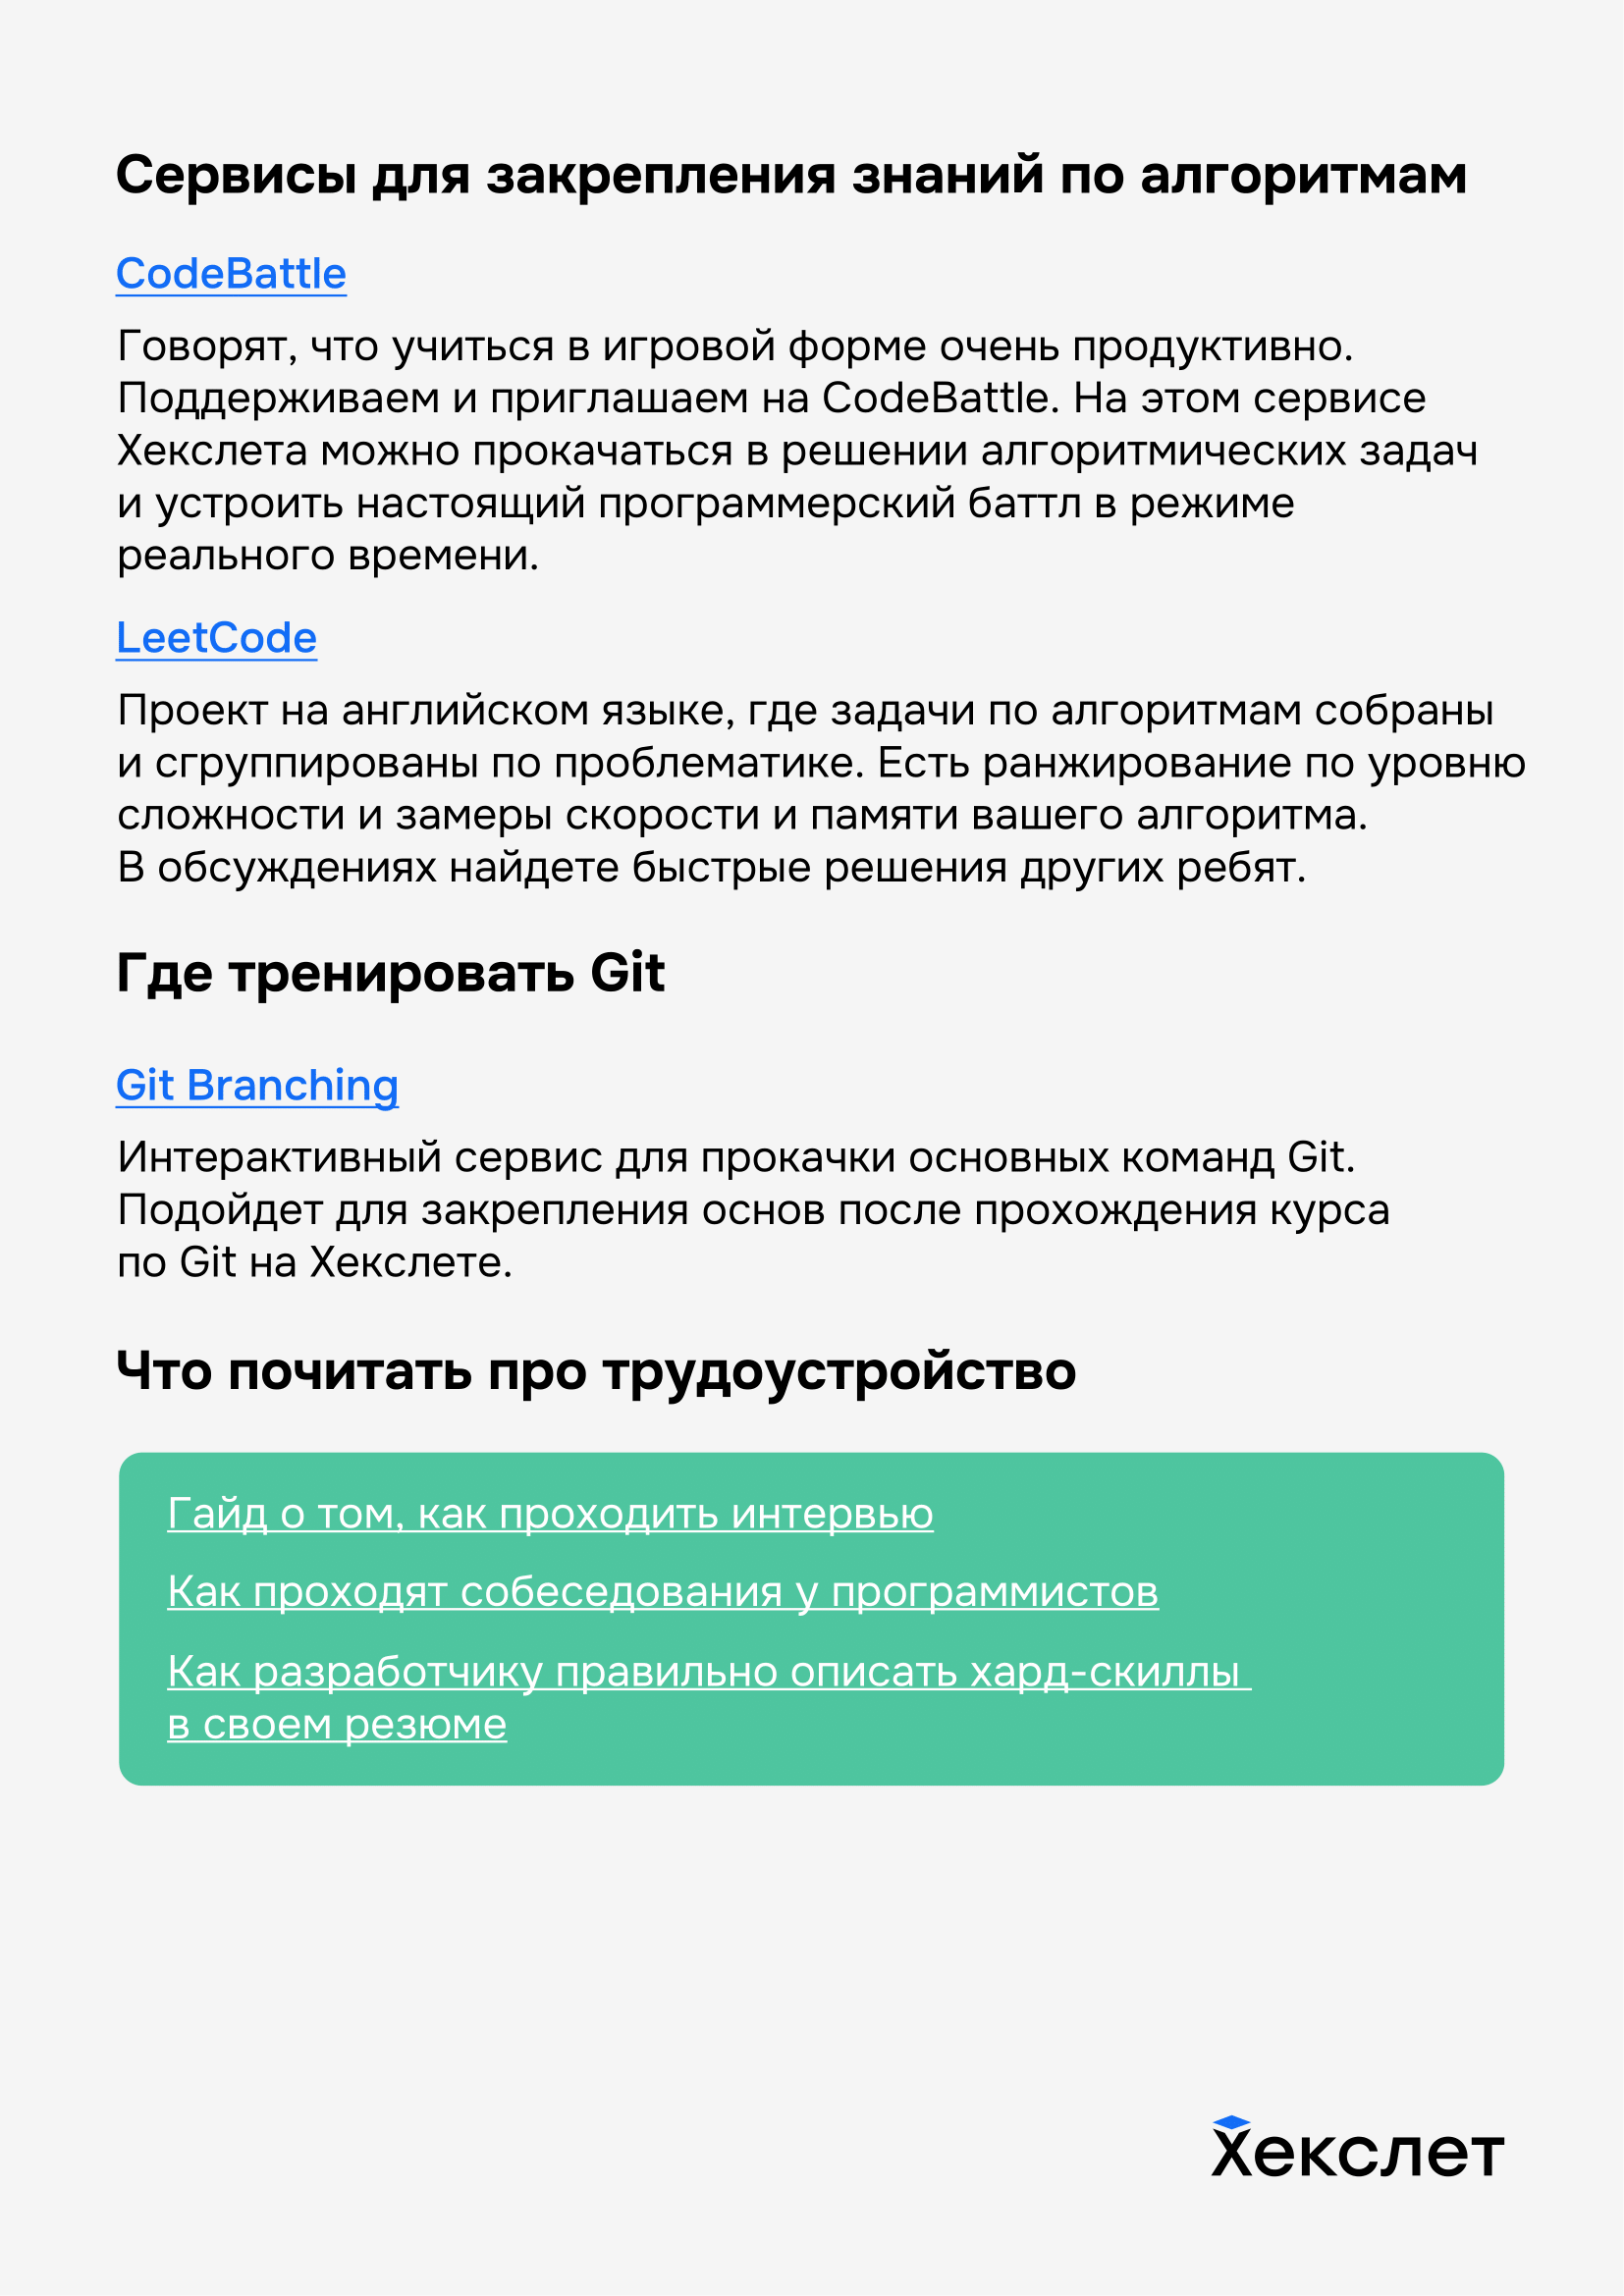 Сервисы для закрепления знаний по алгоритмам
CodeBattle
Говорят, что учиться в игровой форме очень продуктивно.
Поддерживаем и приглашаем на CodeBattle. На этом сервисе
Хекслета можно прокачаться в решении алгоритмических задач
и устроить настоящий программерский баттл в режиме
реального времени.
LeetCode
Проект на английском языке, где задачи по алгоритмам собраны
и сгруппированы по проблематике. Есть ранжирование по уровню
сложности и замеры скорости и памяти вашего алгоритма.
В обсуждениях найдете быстрые решения других ребят.
Где тренировать Git
Git Branching
Интерактивный сервис для прокачки основных команд Git.
Подойдет для закрепления основ после прохождения курса
по Git на Хекслете.
Что почитать про трудоустройство
Гайд о том, как проходить интервью
Как проходят собеседования у программистов
Как разработчику правильно описать хард-скиллы
в своем резюме
Хекслет